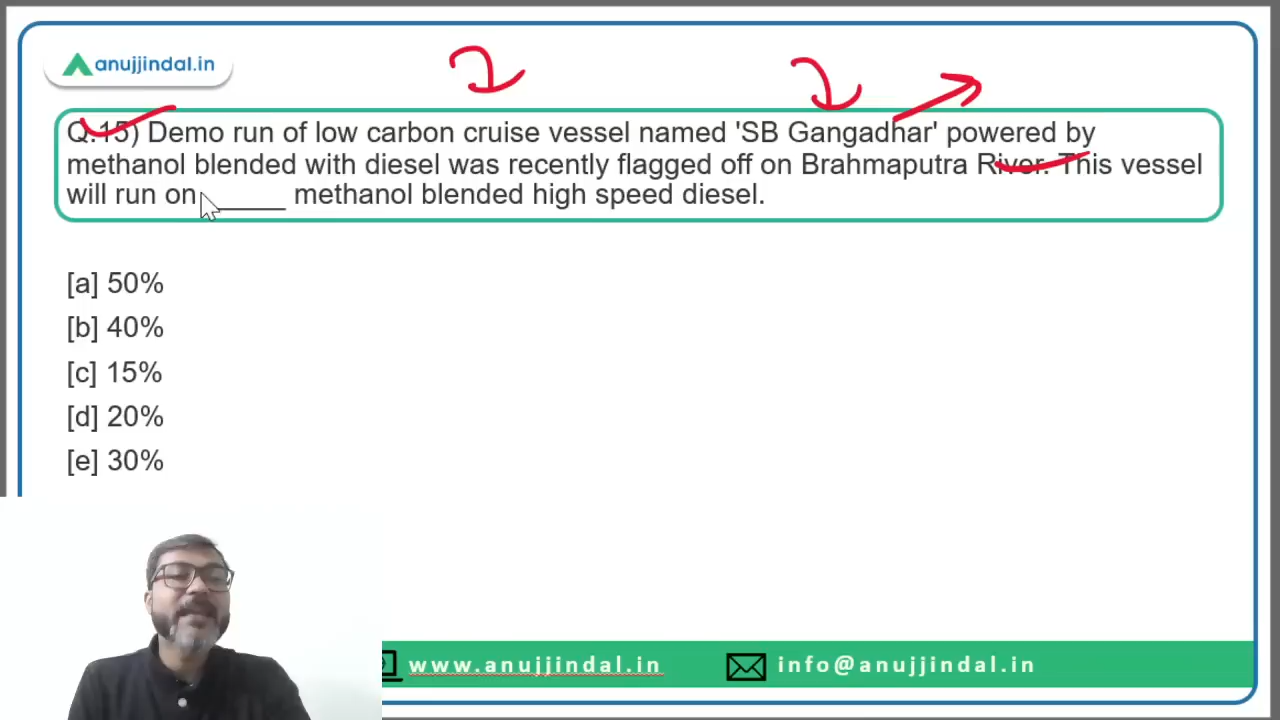 anujjindal.in
Q.15) Demo run of low carbon cruise vessel named 'SB Gangadhar' powered by
methanol blended with diesel was recently flagged off on Brahmaputra River. This vessel
will run on ______ methanol blended high speed diesel.
[a] 50%
[b] 40%
[c] 15%
[d] 20%
[e] 30%
www.anujjindal.in
info@anujjindal.in